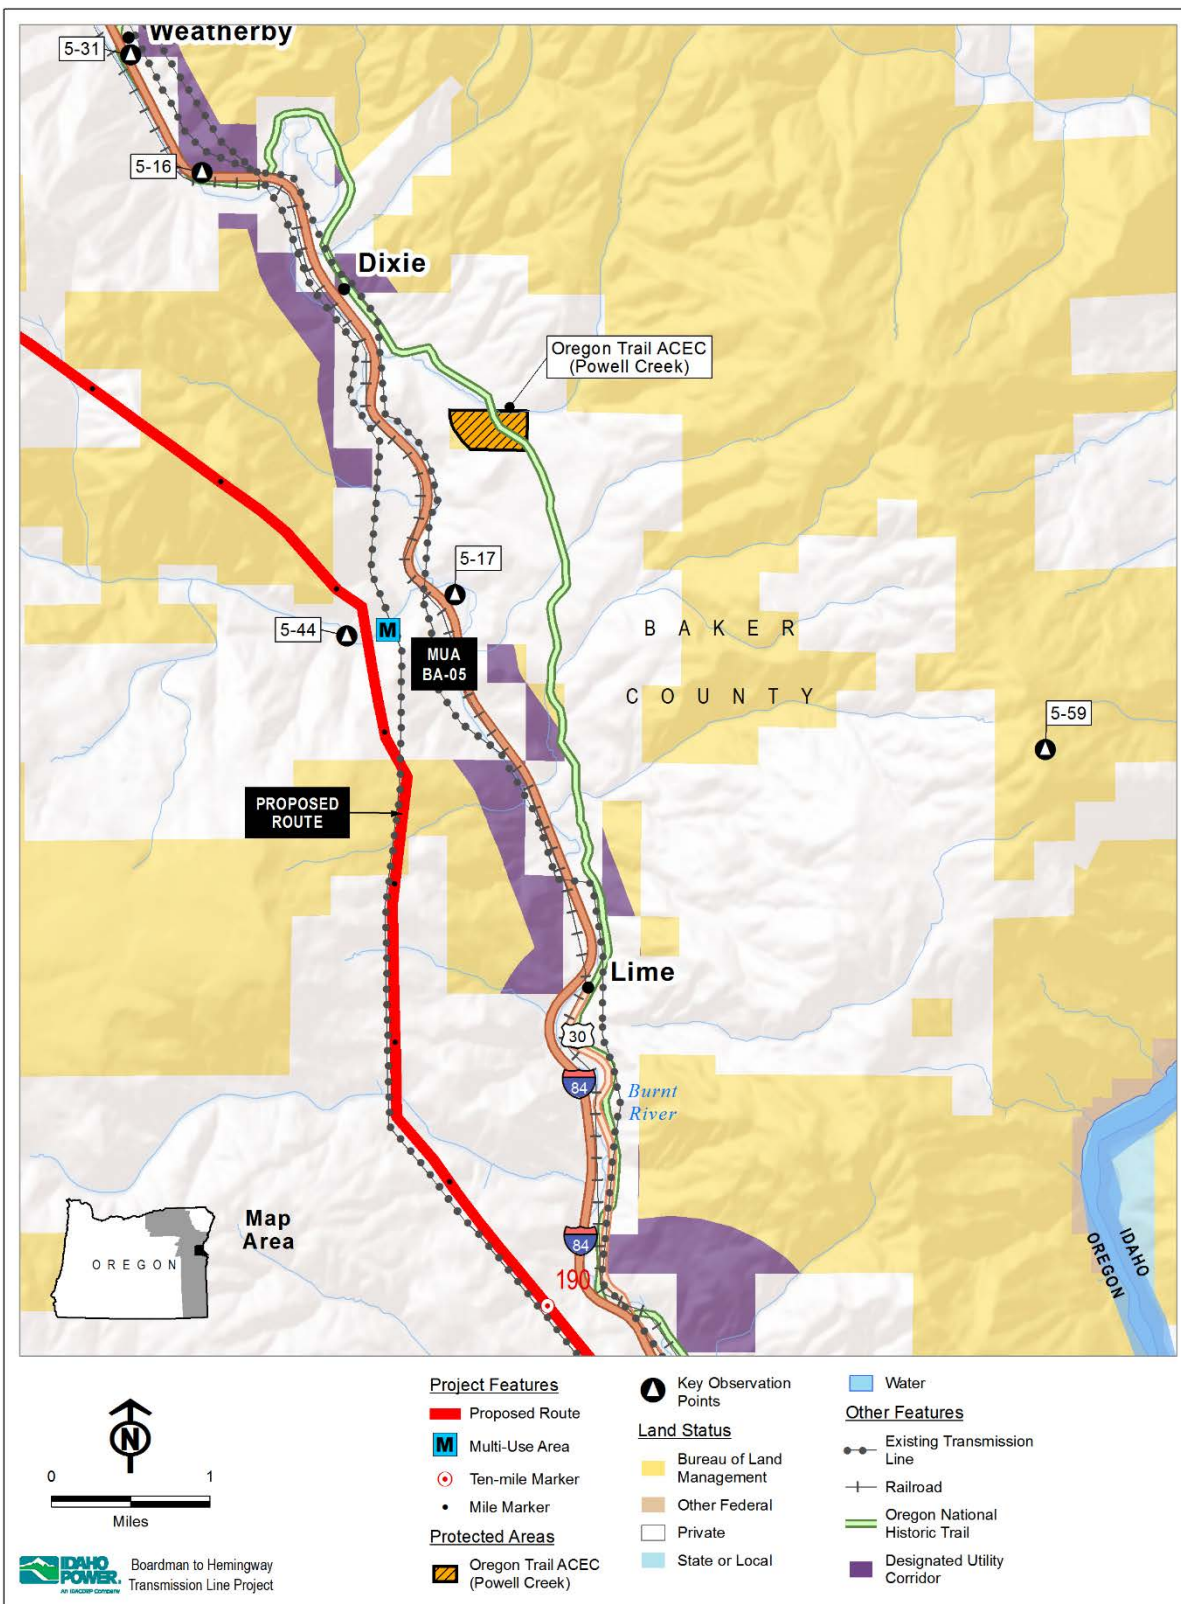 Weatherby
5-31
5-16
Dixie
Oregon Trail ACEC
(Powell Creek)
5-17
5-44
M
MUA
BA-05
B A K E R
C O U N T Y
5-59
PROPOSED
ROUTE
Lime
30
84
Burnt
River
84
190
Map
Area
OREGON
IDAHO
OREGON
N
0 1
Miles
IDAHO
POWER.
An IDACORP Company
Boardman to Hemingway
Transmission Line Project
Project Features
Proposed Route
M Multi-Use Area
Ten-mile Marker
Mile Marker
Protected Areas
Oregon Trail ACEC
(Powell Creek)
Key Observation
Points
Land Status
Bureau of Land
Management
Other Federal
Private
State or Local
Water
Other Features
Existing Transmission
Line
Railroad
Oregon National
Historic Trail
Designated Utility
Corridor